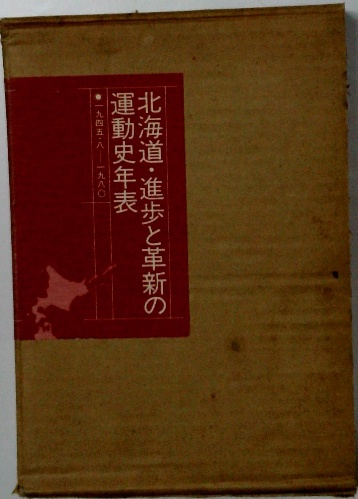 北海道・進歩と革新の
運動史年表
●一九四五・八——一九八〇